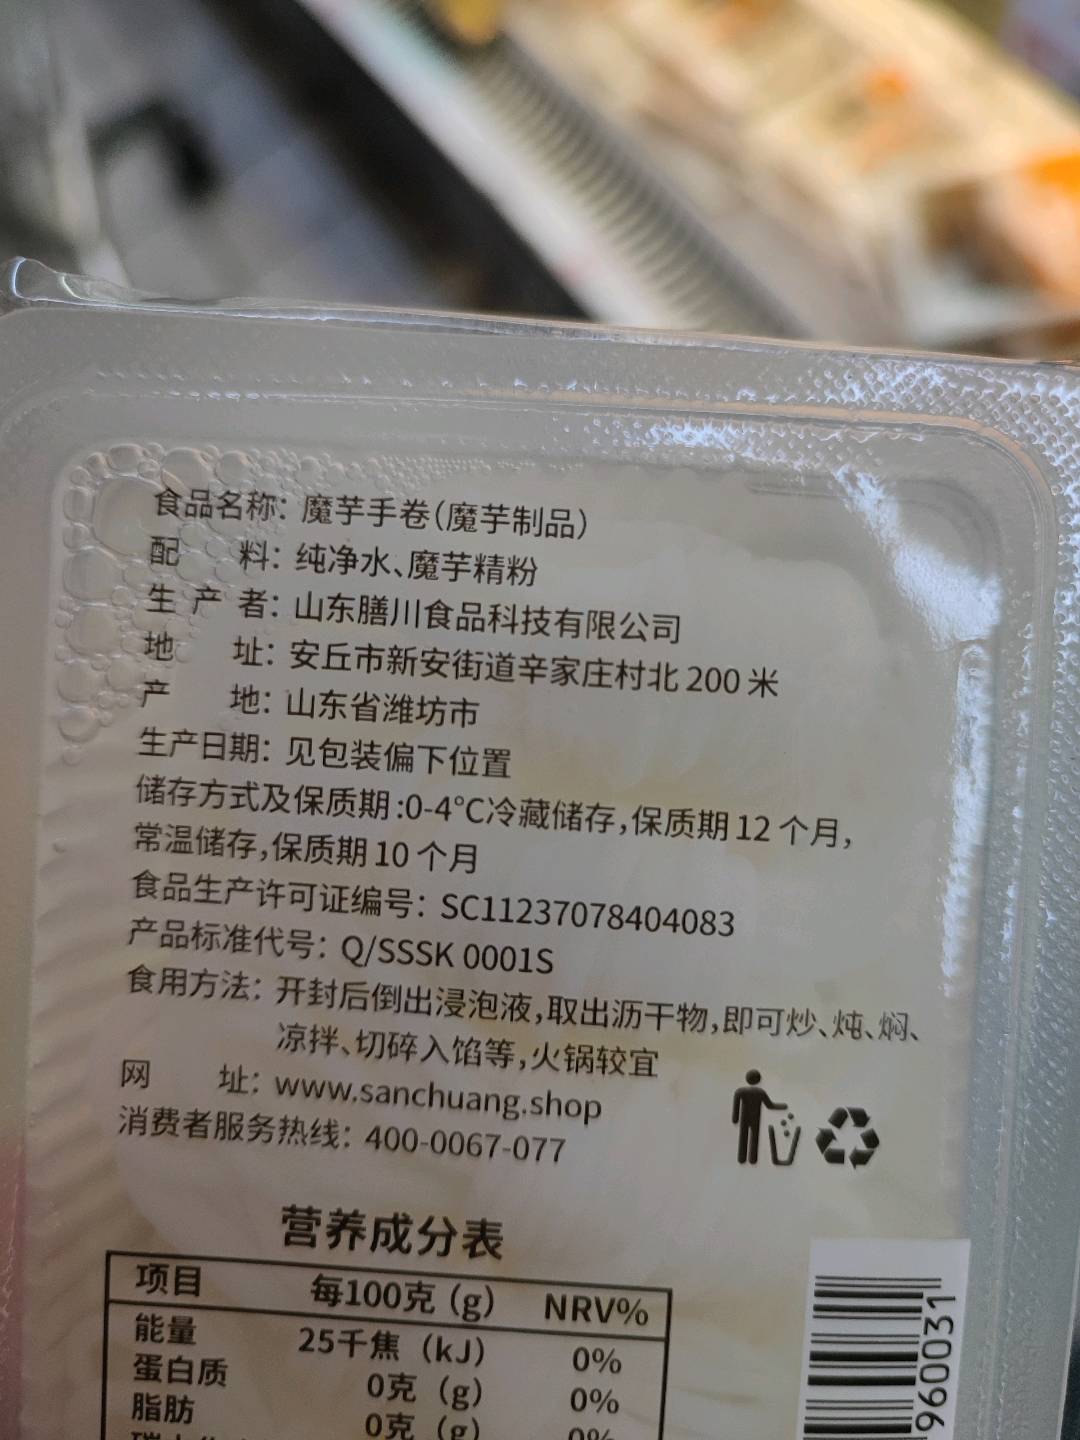 食品名称：魔芋手卷(魔芋制品)
配 料：纯净水、魔芋精粉
生 产 者：山东膳川食品科技有限公司
地 址：安丘市新安街道辛家庄村北 200 米
产 地：山东省潍坊市
生产日期：见包装偏下位置
储存方式及保质期:0-4°C冷藏储存,保质期 12 个月,
常温储存,保质期 10 个月
食品生产许可证编号：SC11237078404083
产品标准代号：Q/SSSK 0001S
食用方法：开封后倒出浸泡液,取出沥干物,即可炒、炖、焖、
凉拌、切碎入馅等,火锅较宜
网 址：www.sanchuang.shop
消费者服务热线：400-0067-077
营养成分表
项目 每100克 (g) NRV%
能量 25千焦 (kJ) 0%
蛋白质 0克 (g) 0%
脂肪 0克 (g) 0%
960031